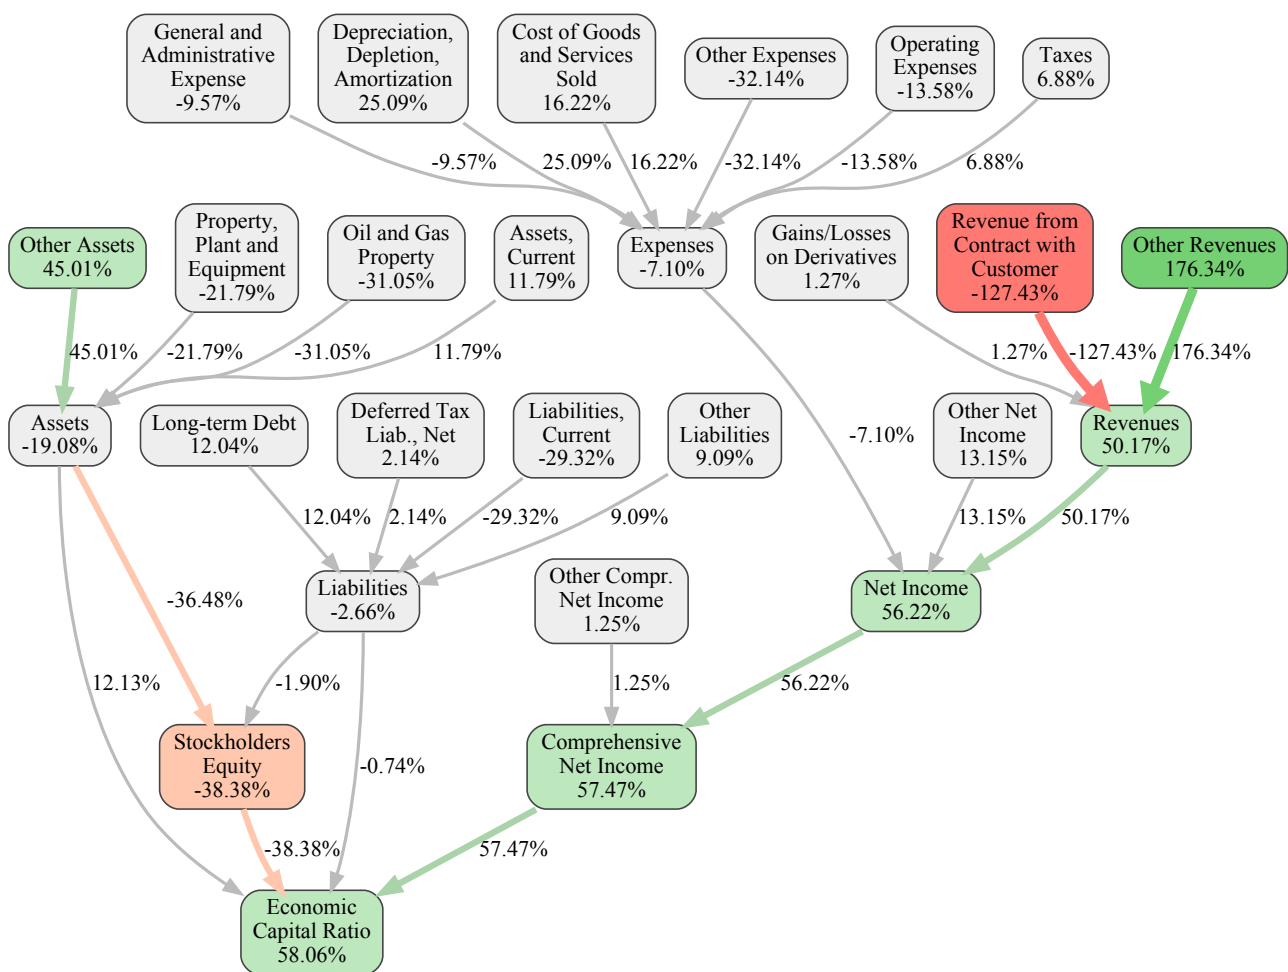 General and
Administrative
Expense
-9.57%
Depreciation,
Depletion,
Amortization
25.09%
Cost of Goods
and Services
Sold
16.22%
Other Expenses
-32.14%
Operating
Expenses
-13.58%
Taxes
6.88%
-9.57%
25.09%
16.22%
-32.14%
-13.58%
6.88%
Other Assets
45.01%
Property,
Plant and
Equipment
-21.79%
Oil and Gas
Property
-31.05%
Assets,
Current
11.79%
Expenses
-7.10%
Gains/Losses
on Derivatives
1.27%
Revenue from
Contract with
Customer
-127.43%
Other Revenues
176.34%
45.01%
-21.79%
-31.05%
11.79%
1.27%
-127.43%
176.34%
Assets
-19.08%
Long-term Debt
12.04%
Deferred Tax
Liab., Net
2.14%
Liabilities,
Current
-29.32%
Other
Liabilities
9.09%
-7.10%
Other Net
Income
13.15%
Revenues
50.17%
12.04%
2.14%
-29.32%
9.09%
13.15%
50.17%
-36.48%
Liabilities
-2.66%
Other Compr.
Net Income
1.25%
Net Income
56.22%
12.13%
-1.90%
1.25%
56.22%
Stockholders
Equity
-38.38%
-0.74%
Comprehensive
Net Income
57.47%
-38.38%
57.47%
Economic
Capital Ratio
58.06%